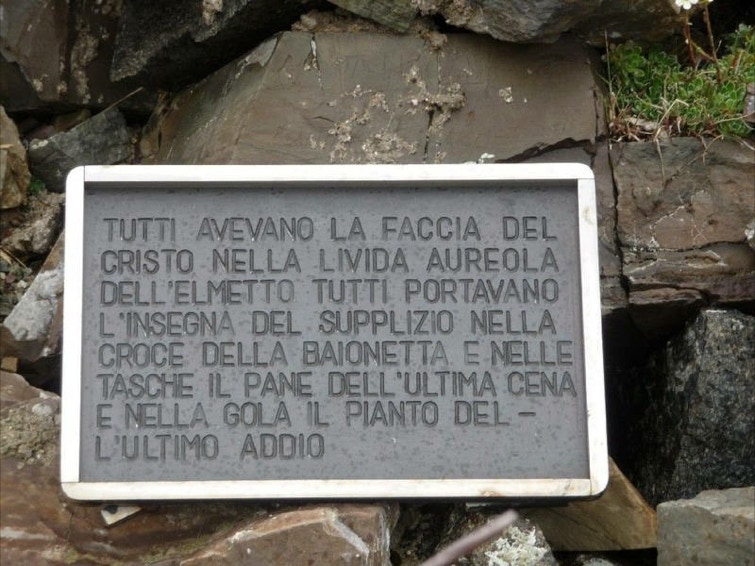 TUTTI AVEVANO LA FACCIA DEL
CRISTO NELLA LIVIDA AUREOLA
DELL'ELMETTO TUTTI PORTAVANO
L'INSEGNA DEL SUPPLIZIO NELLA
CROCE DELLA BAIONETTA E NELLE
TASCHE IL PANE DELL'ULTIMA CENA
E NELLA GOLA IL PIANTO DEL-
L'ULTIMO ADDIO